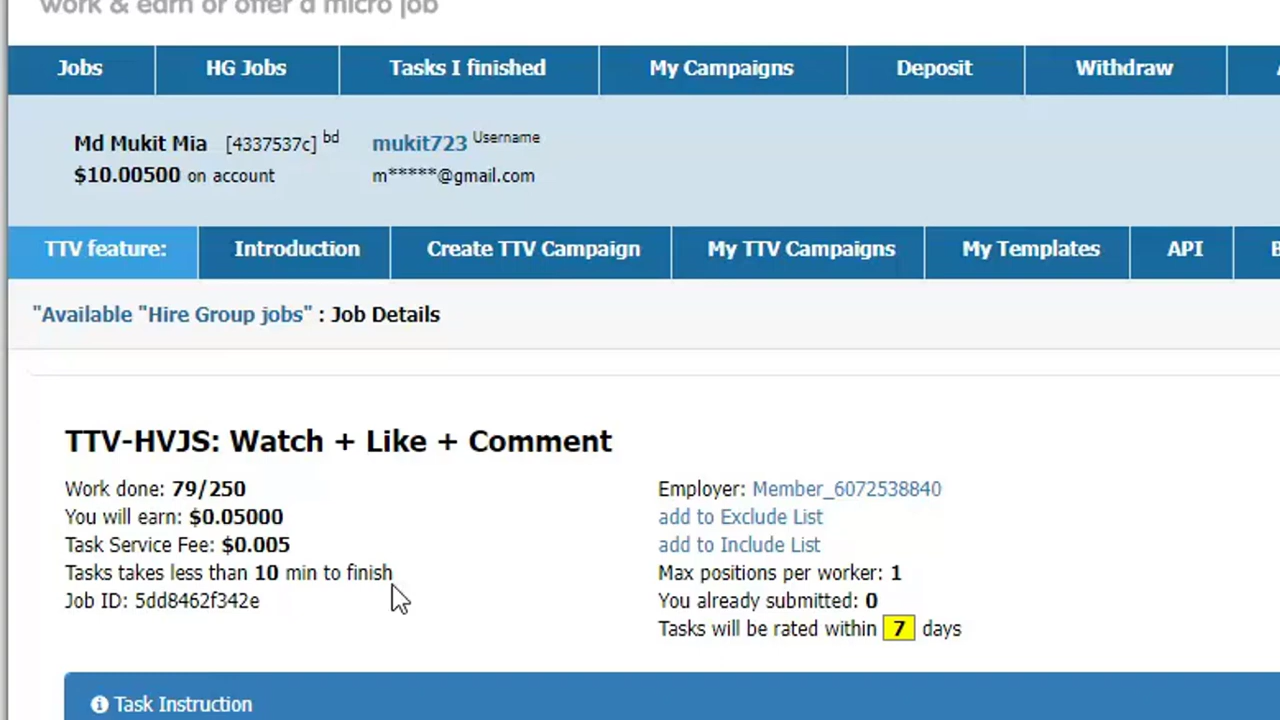 work & earn or offer a micro job
Jobs HG Jobs Tasks I finished My Campaigns Deposit Withdraw
Md Mukit Mia [4337537c] bd mukit723 Username
$10.00500 on account m*****@gmail.com
TTV feature: Introduction Create TTV Campaign My TTV Campaigns My Templates API
"Available "Hire Group jobs" : Job Details
TTV-HVJS: Watch + Like + Comment
Work done: 79/250 Employer: Member_6072538840
You will earn: $0.05000 add to Exclude List
Task Service Fee: $0.005 add to Include List
Tasks takes less than 10 min to finish Max positions per worker: 1
Job ID: 5dd8462f342e You already submitted: 0
Tasks will be rated within 7 days
Task Instruction